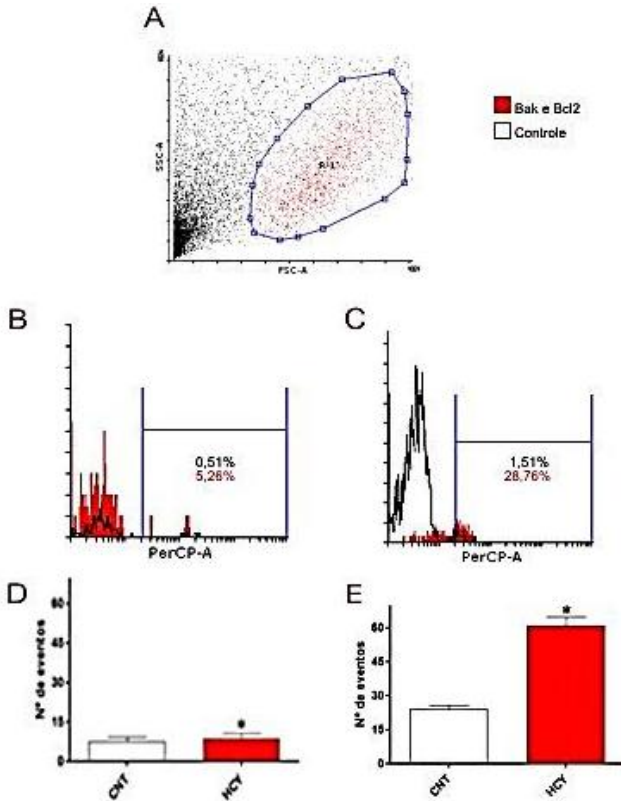 A
SSC-A
R-1
FSC-A
Bak e Bcl2
Controle
B
0,51%
5,26%
PerCP-A
C
1,51%
28,76%
PerCP-A
D
Nº de eventos
60
45
30
15
0
CNT
HCY
*
E
Nº de eventos
60
45
30
15
0
CNT
HCY
*